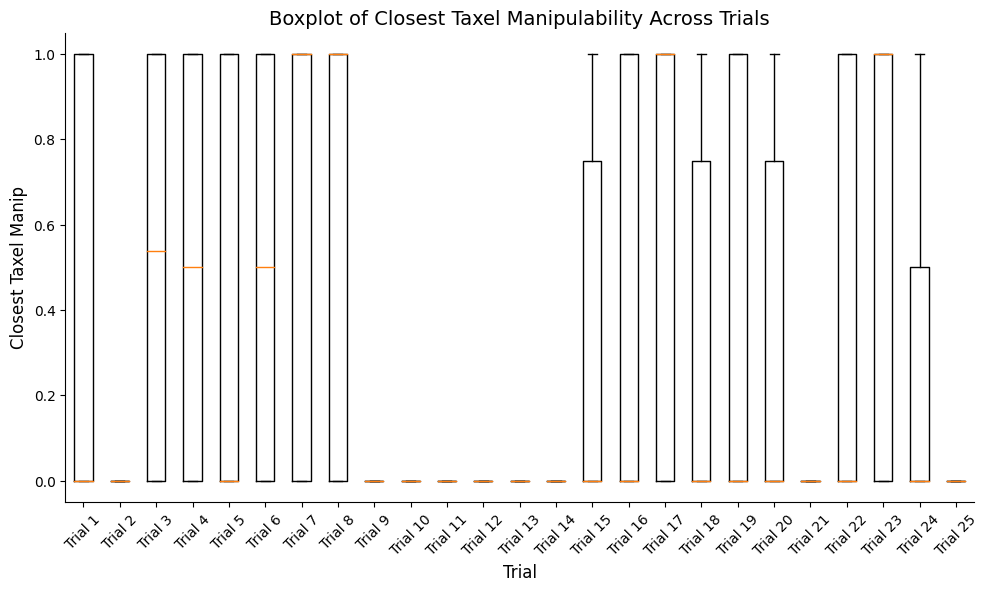 Boxplot of Closest Taxel Manipulability Across Trials
Closest Taxel Manip
1.0
0.8
0.6
0.4
0.2
0.0
Trial 1
Trial 2
Trial 3
Trial 4
Trial 5
Trial 6
Trial 7
Trial 8
Trial 9
Trial 10
Trial 11
Trial 12
Trial 13
Trial 14
Trial 15
Trial 16
Trial 17
Trial 18
Trial 19
Trial 20
Trial 21
Trial 22
Trial 23
Trial 24
Trial 25
Trial